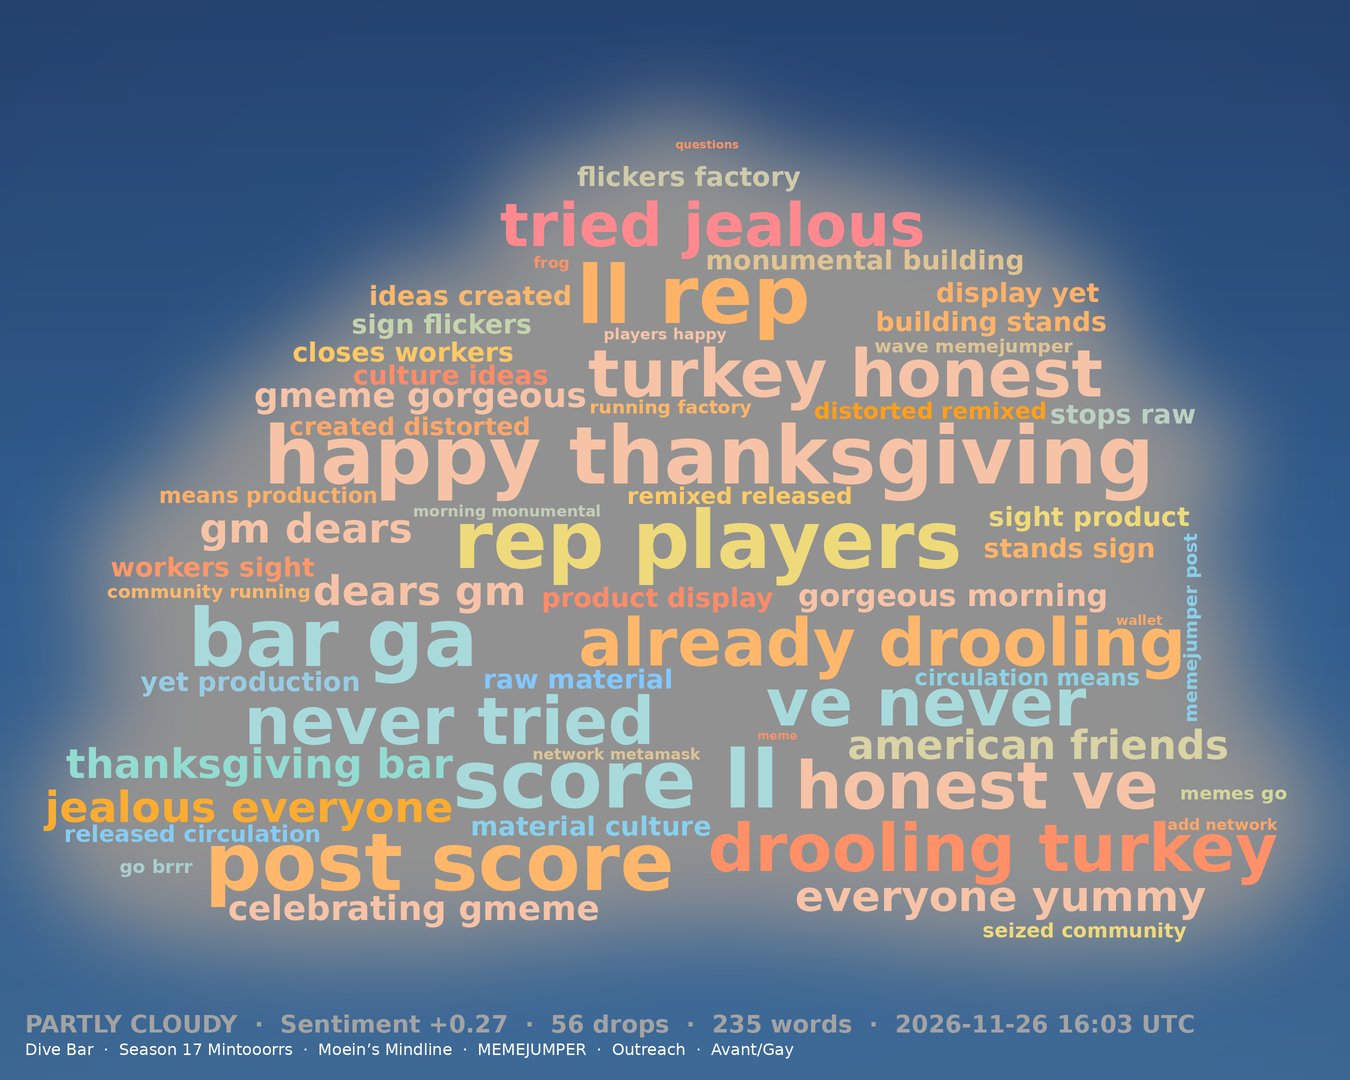 questions
flickers factory
tried jealous
frog
monumental building
ll rep
ideas created
display yet
sign flickers
building stands
players happy
closes workers
wave memejumper
culture ideas
turkey honest
gmeme gorgeous
running factory
distorted remixed
stops raw
created distorted
happy thanksgiving
means production
remixed released
morning monumental
gm dears
rep players
sight product
stands sign
memejumper post
workers sight
community running
dears gm
product display
gorgeous morning
wallet
bar ga
already drooling
yet production
raw material
circulation means
never tried
ve never
meme
american friends
network metamask
thanksgiving bar
score ll
honest ve
memes go
jealous everyone
released circulation
material culture
add network
go brrr
post score
drooling turkey
celebrating gmeme
everyone yummy
seized community
PARTLY CLOUDY · Sentiment +0.27 · 56 drops · 235 words · 2026-11-26 16:03 UTC
Dive Bar · Season 17 Mintooorrs · Moein’s Mindline · MEMEJUMPER · Outreach · Avant/Gay